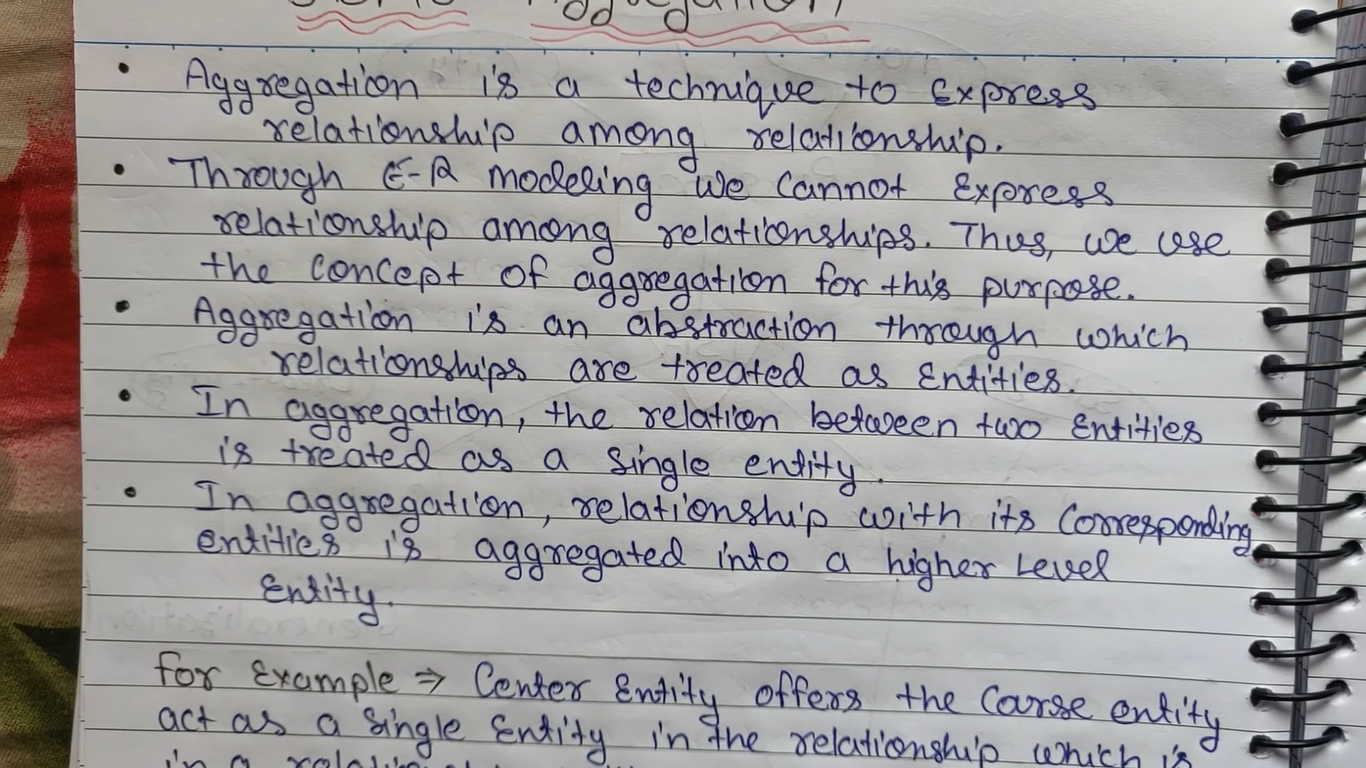 Aggregation
• Aggregation is a technique to Express
relationship among relationship.
• Through E-R modeling we cannot Express
relationship among relationships. Thus, we use
the concept of aggregation for this purpose.
• Aggregation is an abstraction through which
relationships are treated as Entities.
• In aggregation, the relation between two Entities
is treated as a single entity.
• In aggregation, relationship with its corresponding
entities is aggregated into a higher Level
Entity.
for Example ⇒ Center Entity offers the Carse entity
act as a Single Entity in the relationship which is
in a